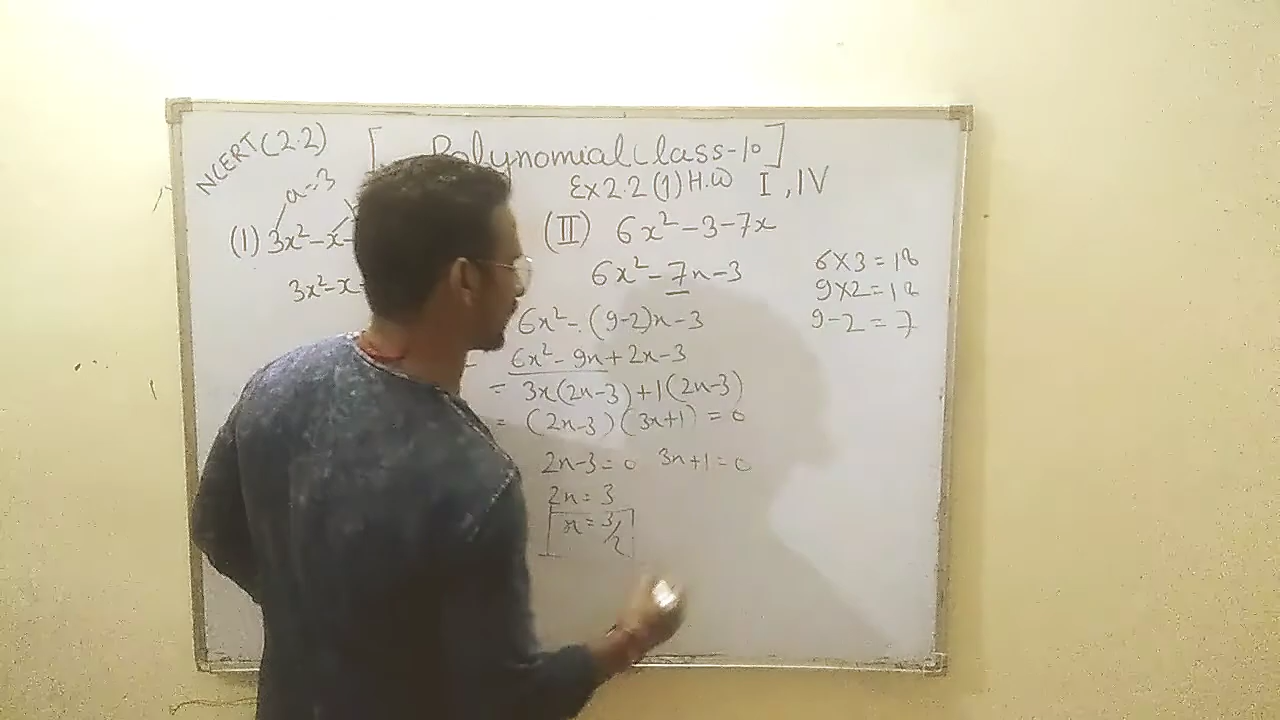 NCERT (2.2)
[ Polynomial Class-10 ]
Ex 2.2 (1) H.W I, IV
a=3
(1) 3x²-x-
3x²-x-
(II) 6x²-3-7x
6x²-7x-3
6x²-(9-2)x-3
= 6x²-9x+2x-3
= 3x(2x-3)+1(2x-3)
= (2x-3)(3x+1)=0
2x-3=0 3x+1=0
2x=3
x=3/2
6×3=18
9×2=18
9-2=7